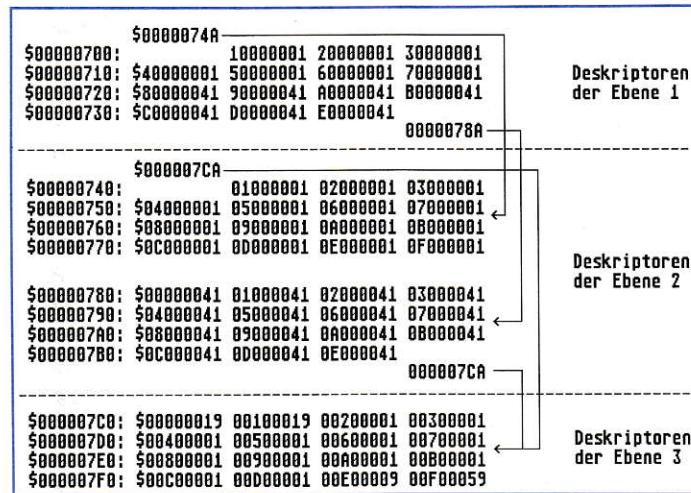 $0000074A
$00000700: 10000001 20000001 30000001
$00000710: $40000001 50000001 60000001 70000001
$00000720: $80000041 90000041 A0000041 B0000041
$00000730: $C0000041 D0000041 E0000041
0000078A
Deskriptoren
der Ebene 1
$000007CA
$00000740: 01000001 02000001 03000001
$00000750: $04000001 05000001 06000001 07000001
$00000760: $08000001 09000001 0A000001 0B000001
$00000770: $0C000001 0D000001 0E000001 0F000001
$00000780: $00000041 01000041 02000041 03000041
$00000790: $04000041 05000041 06000041 07000041
$000007A0: $08000041 09000041 0A000041 0B000041
$000007B0: $0C000041 0D000041 0E000041
000007CA
Deskriptoren
der Ebene 2
$000007C0: $00000019 00100019 00200001 00300001
$000007D0: $00400001 00500001 00600001 00700001
$000007E0: $00800001 00900001 00A00001 00B00001
$000007F0: $00C00001 00D00001 00E00009 00F00059
Deskriptoren
der Ebene 3